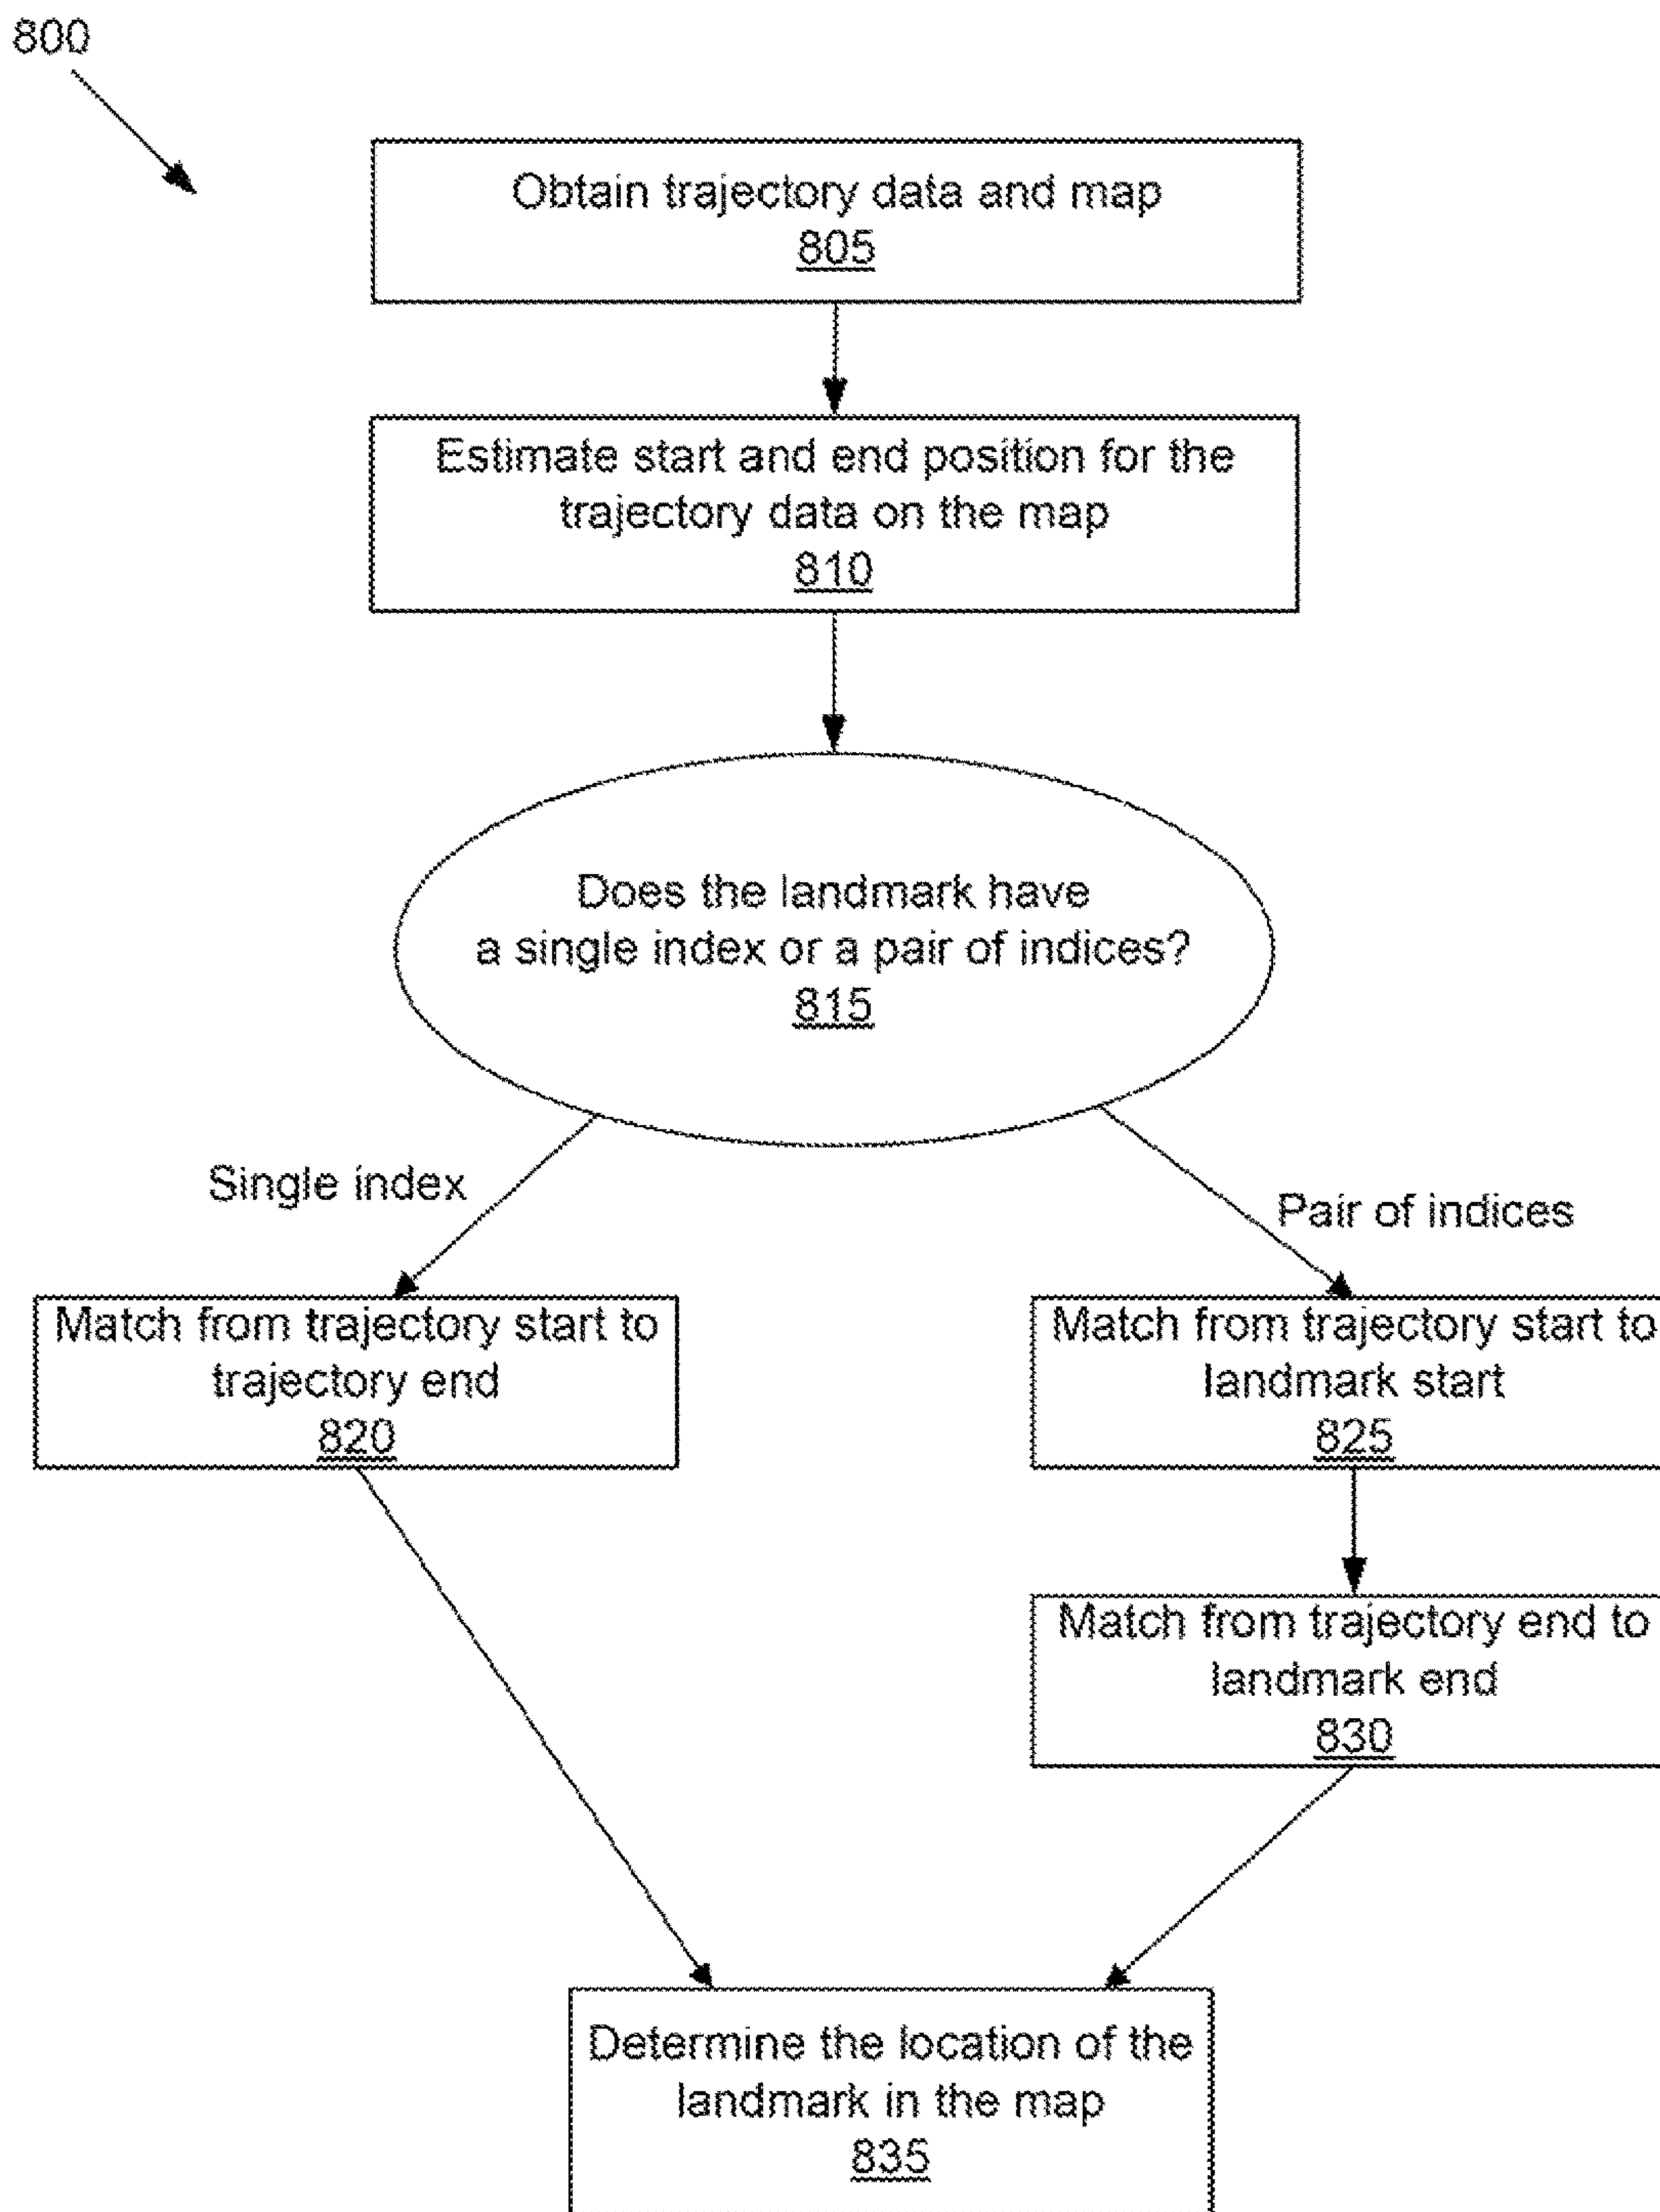 800
Obtain trajectory data and map
805
Estimate start and end position for the
trajectory data on the map
810
Does the landmark have
a single index or a pair of indices?
815
Single index
Pair of indices
Match from trajectory start to
trajectory end
820
Match from trajectory start to
landmark start
825
Match from trajectory end to
landmark end
830
Determine the location of the
landmark in the map
835